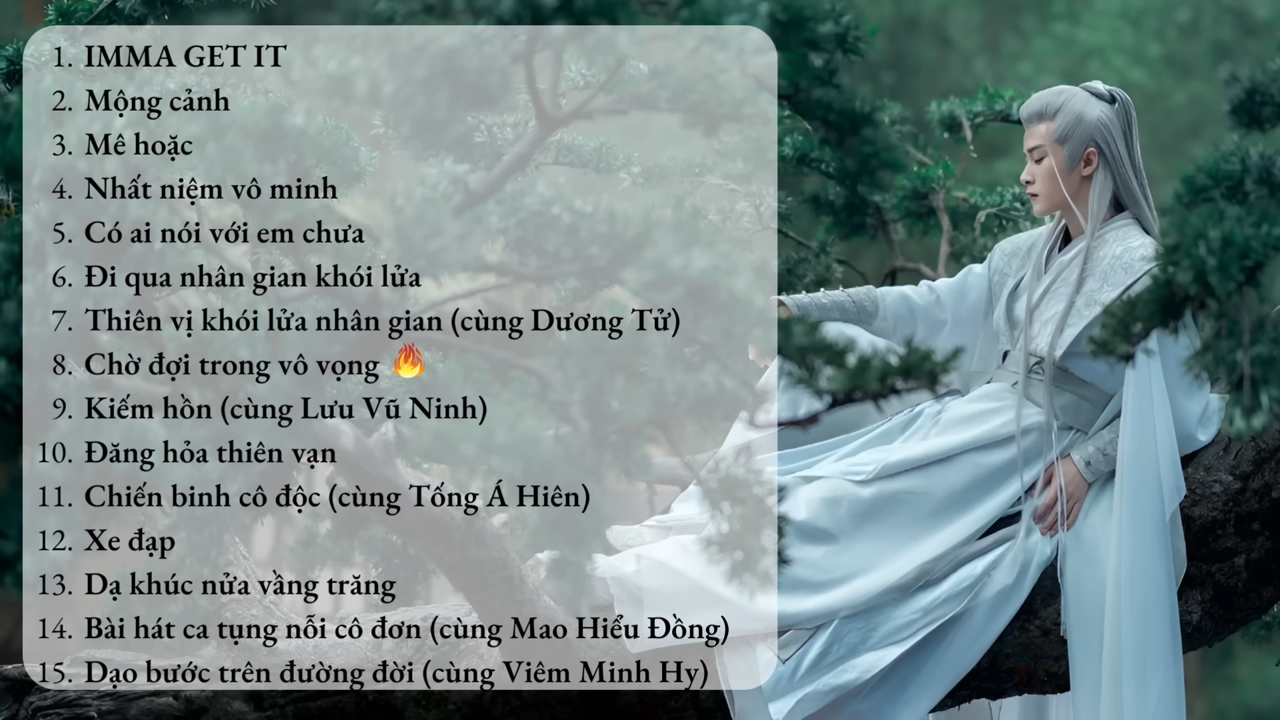 1. IMMA GET IT
2. Mộng cảnh
3. Mê hoặc
4. Nhất niệm vô minh
5. Có ai nói với em chưa
6. Đi qua nhân gian khói lửa
7. Thiên vị khói lửa nhân gian (cùng Dương Tử)
8. Chờ đợi trong vô vọng 🔥
9. Kiếm hồn (cùng Lưu Vũ Ninh)
10. Đăng hỏa thiên vạn
11. Chiến binh cô độc (cùng Tống Á Hiên)
12. Xe đạp
13. Dạ khúc nửa vầng trăng
14. Bài hát ca tụng nỗi cô đơn (cùng Mao Hiểu Đồng)
15. Dạo bước trên đường đời (cùng Viêm Minh Hy)